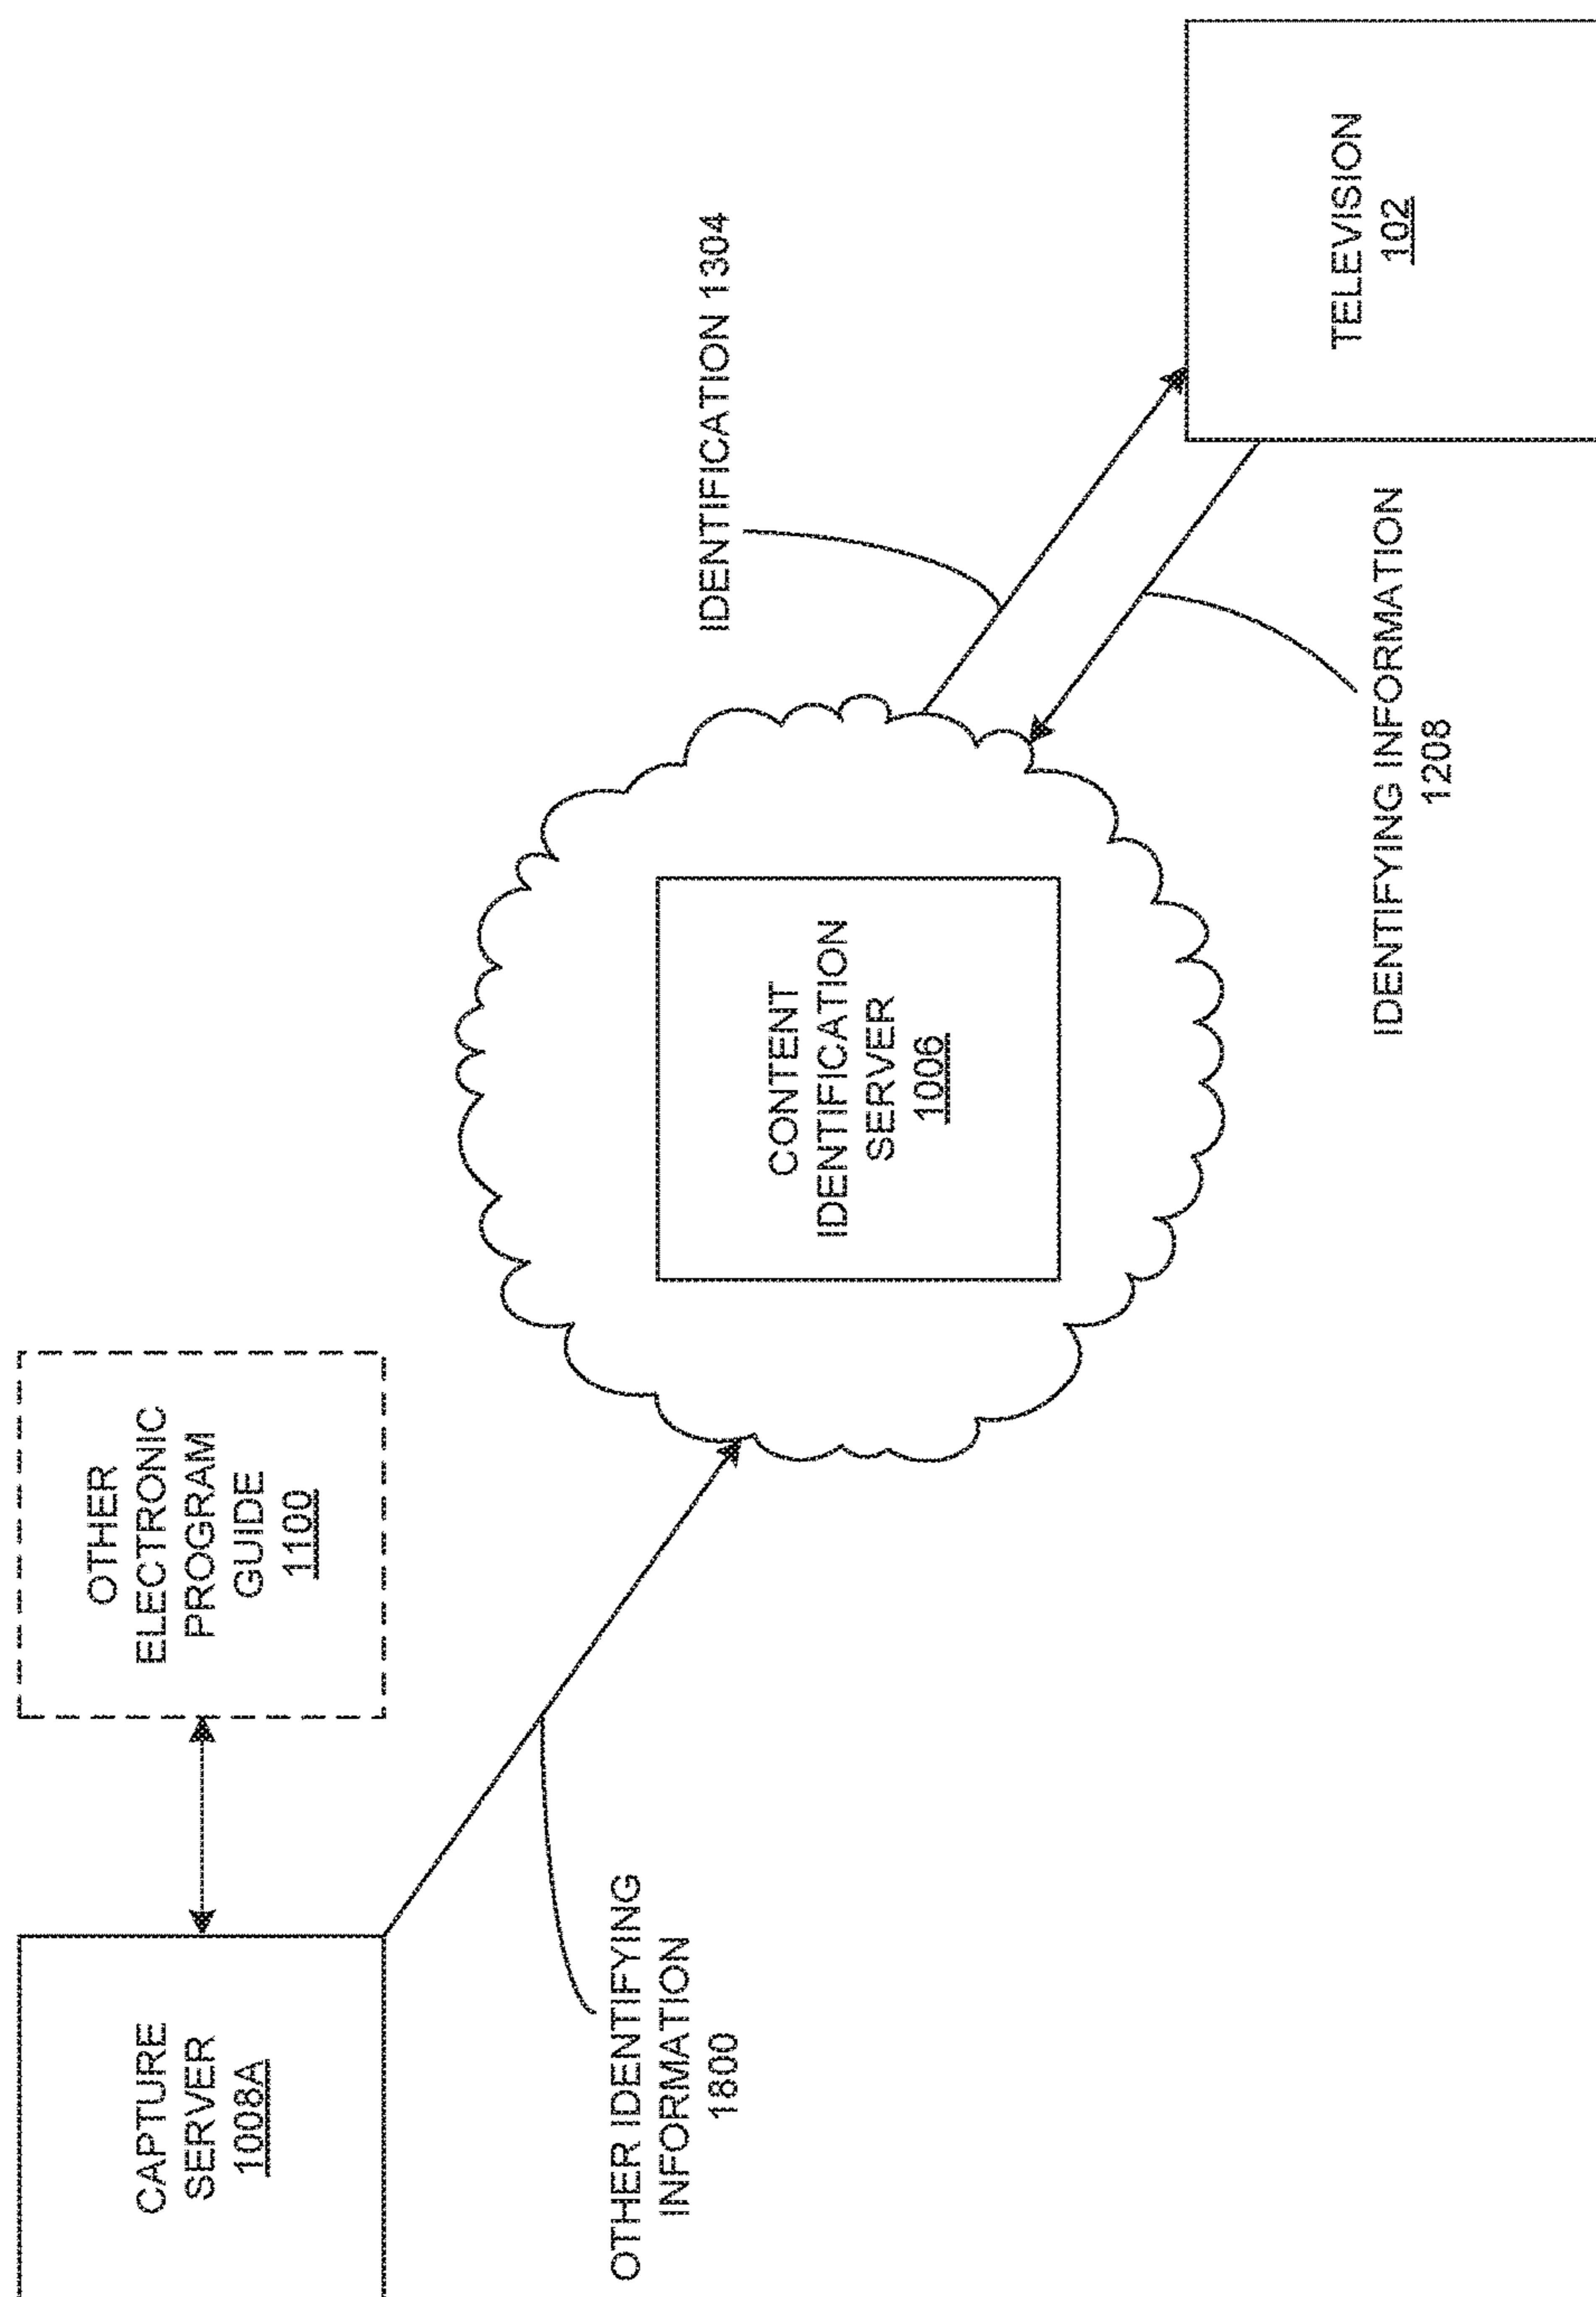 CAPTURE
SERVER
1008A
OTHER
ELECTRONIC
PROGRAM
GUIDE
1100
OTHER IDENTIFYING
INFORMATION
1800
CONTENT
IDENTIFICATION
SERVER
1006
IDENTIFICATION 1304
IDENTIFYING INFORMATION
1208
TELEVISION
102